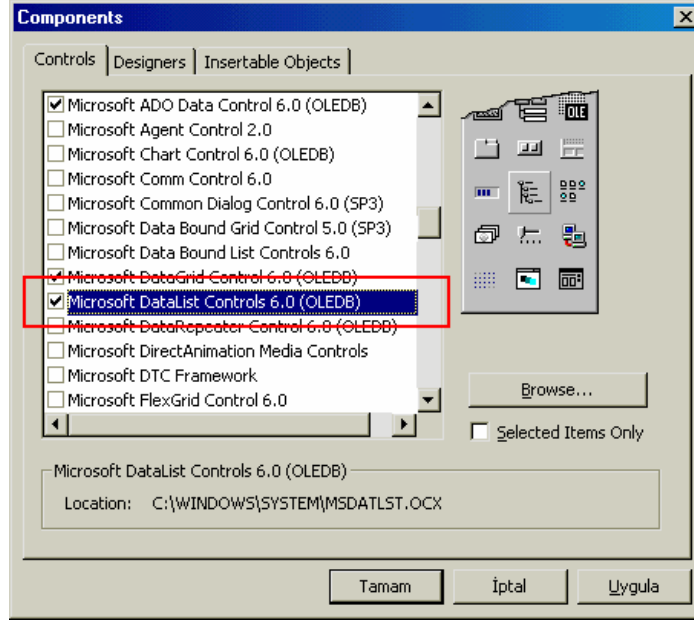 Components
Controls Designers Insertable Objects
Microsoft ADO Data Control 6.0 (OLEDB)
Microsoft Agent Control 2.0
Microsoft Chart Control 6.0 (OLEDB)
Microsoft Comm Control 6.0
Microsoft Common Dialog Control 6.0 (SP3)
Microsoft Data Bound Grid Control 5.0 (SP3)
Microsoft Data Bound List Controls 6.0
Microsoft DataGrid Control 6.0 (OLEDB)
Microsoft DataList Controls 6.0 (OLEDB)
Microsoft DataRepeater Control 6.0 (OLEDB)
Microsoft DirectAnimation Media Controls
Microsoft DTC Framework
Microsoft FlexGrid Control 6.0
OLE
Browse...
Selected Items Only
Microsoft DataList Controls 6.0 (OLEDB)
Location: C:\WINDOWS\SYSTEM\MSDATLST.OCX
Tamam İptal Uygula